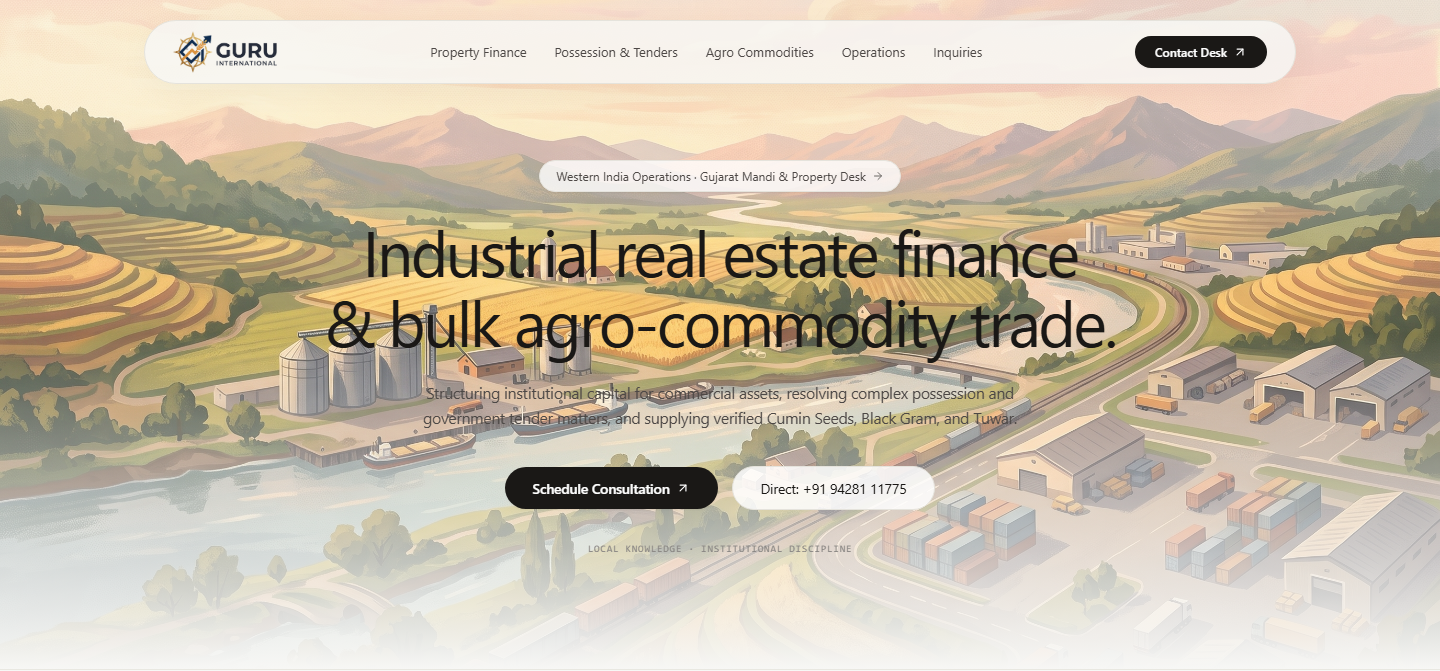 GURU
INTERNATIONAL
Property Finance
Possession & Tenders
Agro Commodities
Operations
Inquiries
Contact Desk
Western India Operations · Gujarat Mandi & Property Desk
Industrial real estate finance
& bulk agro-commodity trade.
Structuring institutional capital for commercial assets, resolving complex possession and
government tender matters, and supplying verified Cumin Seeds, Black Gram, and Tuwar.
Schedule Consultation
Direct: +91 94281 11775
LOCAL KNOWLEDGE · INSTITUTIONAL DISCIPLINE